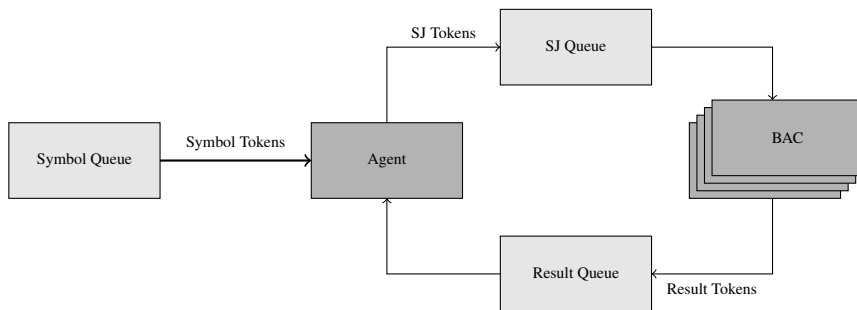 SJ Tokens
SJ Queue
BAC
Symbol Queue
Symbol Tokens
Agent
Result Queue
Result Tokens